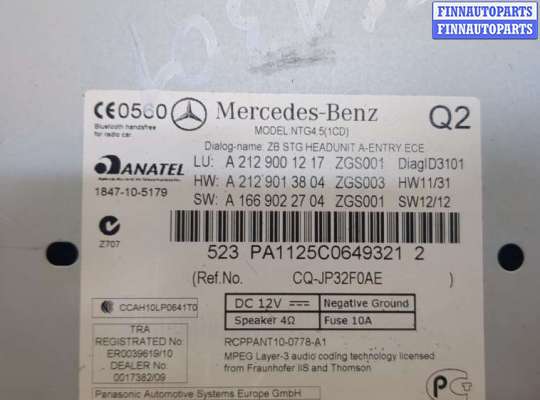 FINNAUTOPARTS
FINNAUTOPARTS.RU
CE0560 Mercedes-Benz Q2
Bluetooth handsfree
for radio car
MODEL NTG4.5(1CD)
Dialog-name: ZB STG HEADUNIT A-ENTRY ECE
LU: A 212 900 12 17 ZGS001 DiagID3101
ANATEL
HW: A 212 901 38 04 ZGS003 HW11/31
1847-10-5179
SW: A 166 902 27 04 ZGS001 SW12/12
Z707
523 PA1125C0649321 2
(Ref.No. CQ-JP32F0AE )
CCAH10LP0641T0
DC 12V Negative Ground
Speaker 4Ω Fuse 10A
TRA
REGISTRATED No:
ER0039619/10
DEALER No:
0017382/09
RCPPANT10-0778-A1
MPEG Layer-3 audio coding technology licensed
from Fraunhofer IIS and Thomson
Panasonic Automotive Systems Europe GmbH